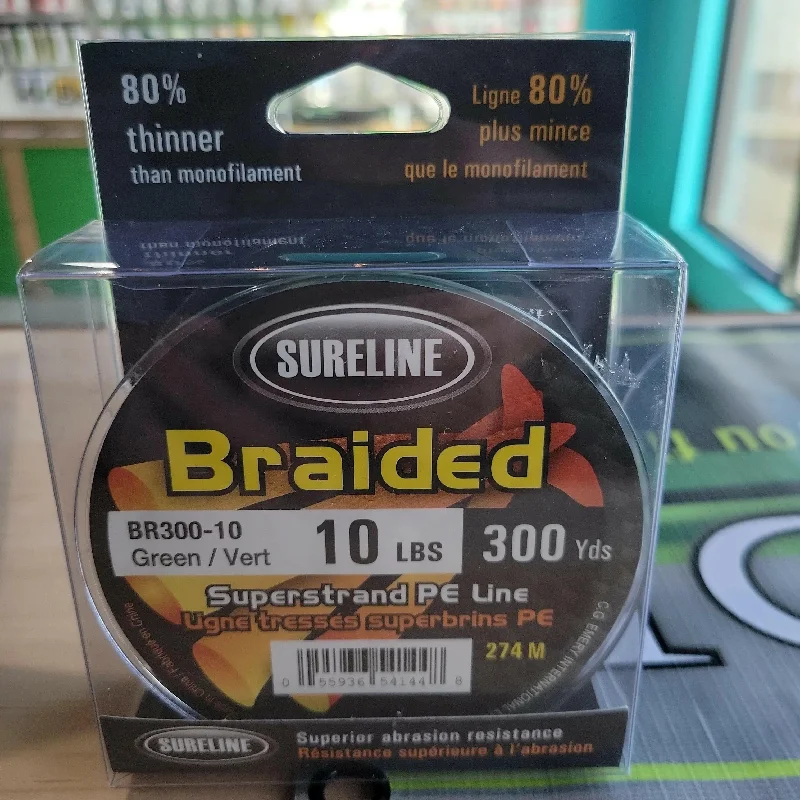 80%
thinner
than monofilament
Ligne 80%
plus mince
que le monofilament
SURELINE
Braided
BR300-10
Green / Vert
10 LBS
300 Yds
Superstrand PE Line
Ligne tresses superbrins PE
274 M
0 55936 54144 8
C.G. EMERY INTERNATIONAL
SURELINE
Superior abrasion resistance
Résistance supérieure à l'abrasion